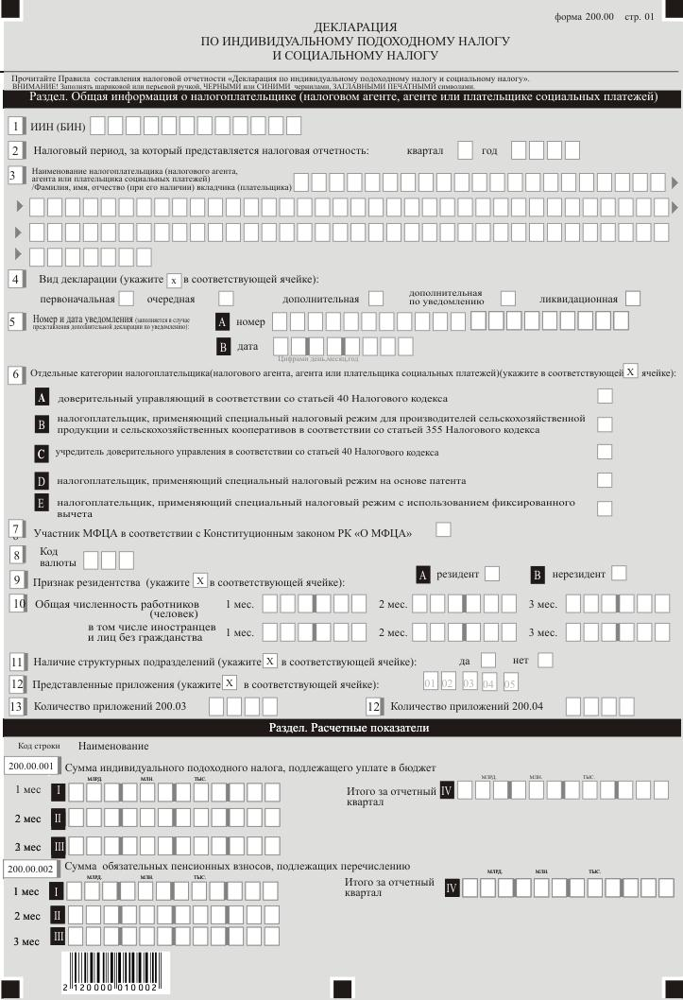 форма 200.00 стр. 01
ДЕКЛАРАЦИЯ
ПО ИНДИВИДУАЛЬНОМУ ПОДОХОДНОМУ НАЛОГУ
И СОЦИАЛЬНОМУ НАЛОГУ
Прочитайте Правила составления налоговой отчетности «Декларация по индивидуальному подоходному налогу и социальному налогу».
ВНИМАНИЕ! Заполнять шариковой или перьевой ручкой, ЧЕРНЫМИ или СИНИМИ чернилами, ЗАГЛАВНЫМИ ПЕЧАТНЫМИ символами.
Раздел. Общая информация о налогоплательщике (налоговом агенте, агенте или плательщике социальных платежей)
1 ИИН (БИН)
2 Налоговый период, за который представляется налоговая отчетность: квартал год
3 Наименование налогоплательщика (налогового агента,
агента или плательщика социальных платежей)
/Фамилия, имя, отчество (при его наличии) вкладчика (плательщика)
4 Вид декларации (укажите x в соответствующей ячейке):
первоначальная очередная дополнительная дополнительная
по уведомлению ликвидационная
5 Номер и дата уведомления (заполняется в случае
представления дополнительной декларации по уведомлению):
A номер
B дата
Цифрами день,месяц,год
6 Отдельные категории налогоплательщика(налогового агента, агента или плательщика социальных платежей)(укажите в соответствующей X ячейке):
A доверительный управляющий в соответствии со статьей 40 Налогового кодекса
B налогоплательщик, применяющий специальный налоговый режим для производителей сельскохозяйственной
продукции и сельскохозяйственных кооперативов в соответствии со статьей 355 Налогового кодекса
C учредитель доверительного управления в соответствии со статьей 40 Налогового кодекса
D налогоплательщик, применяющий специальный налоговый режим на основе патента
E налогоплательщик, применяющий специальный налоговый режим с использованием фиксированного
вычета
7 Участник МФЦА в соответствии с Конституционным законом РК «О МФЦА»
8 Код
валюты
9 Признак резидентства (укажите X в соответствующей ячейке): A резидент B нерезидент
10 Общая численность работников
(человек) 1 мес. 2 мес. 3 мес.
в том числе иностранцев
и лиц без гражданства 1 мес. 2 мес. 3 мес.
11 Наличие структурных подразделений (укажите X в соответствующей ячейке): да нет
12 Представленные приложения (укажите X в соответствующей ячейке): 01 02 03 04 05
13 Количество приложений 200.03 12 Количество приложений 200.04
Раздел. Расчетные показатели
Код строки Наименование
200.00.001 Сумма индивидуального подоходного налога, подлежащего уплате в бюджет
млрд. млн. тыс. млрд. млн. тыс.
1 мес I Итого за отчетный
квартал IV
2 мес II
3 мес III
200.00.002 Сумма обязательных пенсионных взносов, подлежащих перечислению
млрд. млн. тыс. млрд. млн. тыс.
1 мес I Итого за отчетный
квартал IV
2 мес II
3 мес III
2 120000 010002